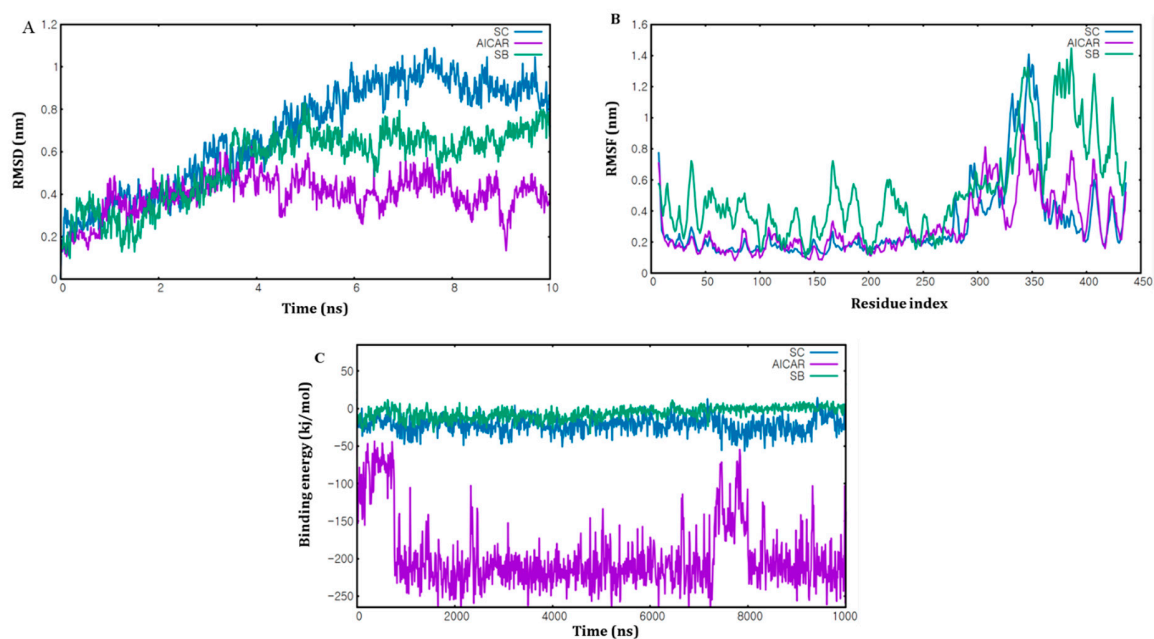 A
SC
AICAR
SB
1.2
1
0.8
0.6
0.4
0.2
0
RMSD (nm)
0 2 4 6 8 10
Time (ns)
B
SC
AICAR
SB
1.6
1.4
1.2
1
0.8
0.6
0.4
0.2
0
RMSF (nm)
0 50 100 150 200 250 300 350 400 450
Residue index
C
SC
AICAR
SB
50
0
−50
−100
−150
−200
−250
Binding energy (kj/mol)
0 2000 4000 6000 8000 1000
Time (ns)